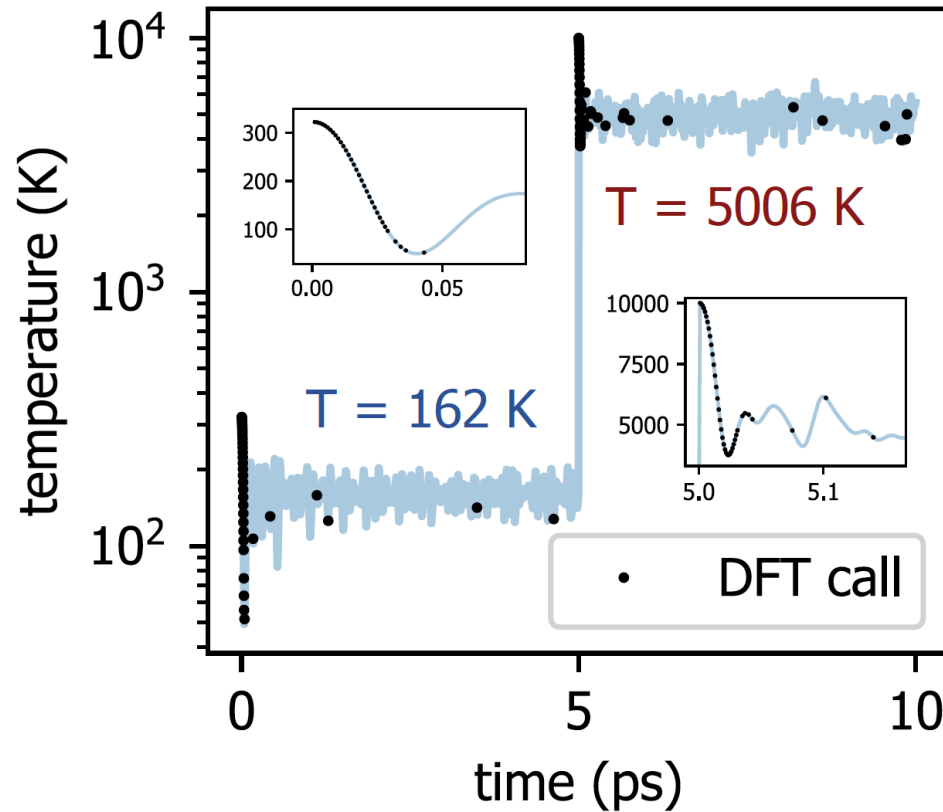 temperature (K)
10⁴
10³
10²
300
200
100
0.00 0.05
T = 5006 K
T = 162 K
10000
7500
5000
5.0 5.1
DFT call
0 5 10
time (ps)